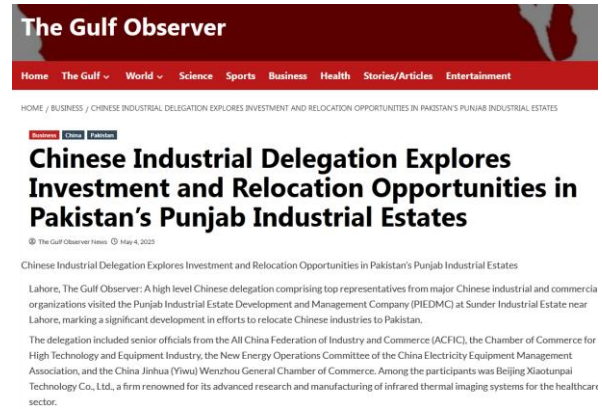 The Gulf Observer
Home The Gulf World Science Sports Business Health Stories/Articles Entertainment
HOME / BUSINESS / CHINESE INDUSTRIAL DELEGATION EXPLORES INVESTMENT AND RELOCATION OPPORTUNITIES IN PAKISTAN'S PUNJAB INDUSTRIAL ESTATES
Business China Pakistan
Chinese Industrial Delegation Explores
Investment and Relocation Opportunities in
Pakistan's Punjab Industrial Estates
The Gulf Observer News May 4, 2025
Chinese Industrial Delegation Explores Investment and Relocation Opportunities in Pakistan's Punjab Industrial Estates
Lahore, The Gulf Observer: A high level Chinese delegation comprising top representatives from major Chinese industrial and commercia
organizations visited the Punjab Industrial Estate Development and Management Company (PIEDMC) at Sunder Industrial Estate near
Lahore, marking a significant development in efforts to relocate Chinese industries to Pakistan.
The delegation included senior officials from the All China Federation of Industry and Commerce (ACFIC), the Chamber of Commerce for
High Technology and Equipment Industry, the New Energy Operations Committee of the China Electricity Equipment Management
Association, and the China Jinhua (Yiwu) Wenzhou General Chamber of Commerce. Among the participants was Beijing Xiaotunpai
Technology Co., Ltd., a firm renowned for its advanced research and manufacturing of infrared thermal imaging systems for the healthcare
sector.